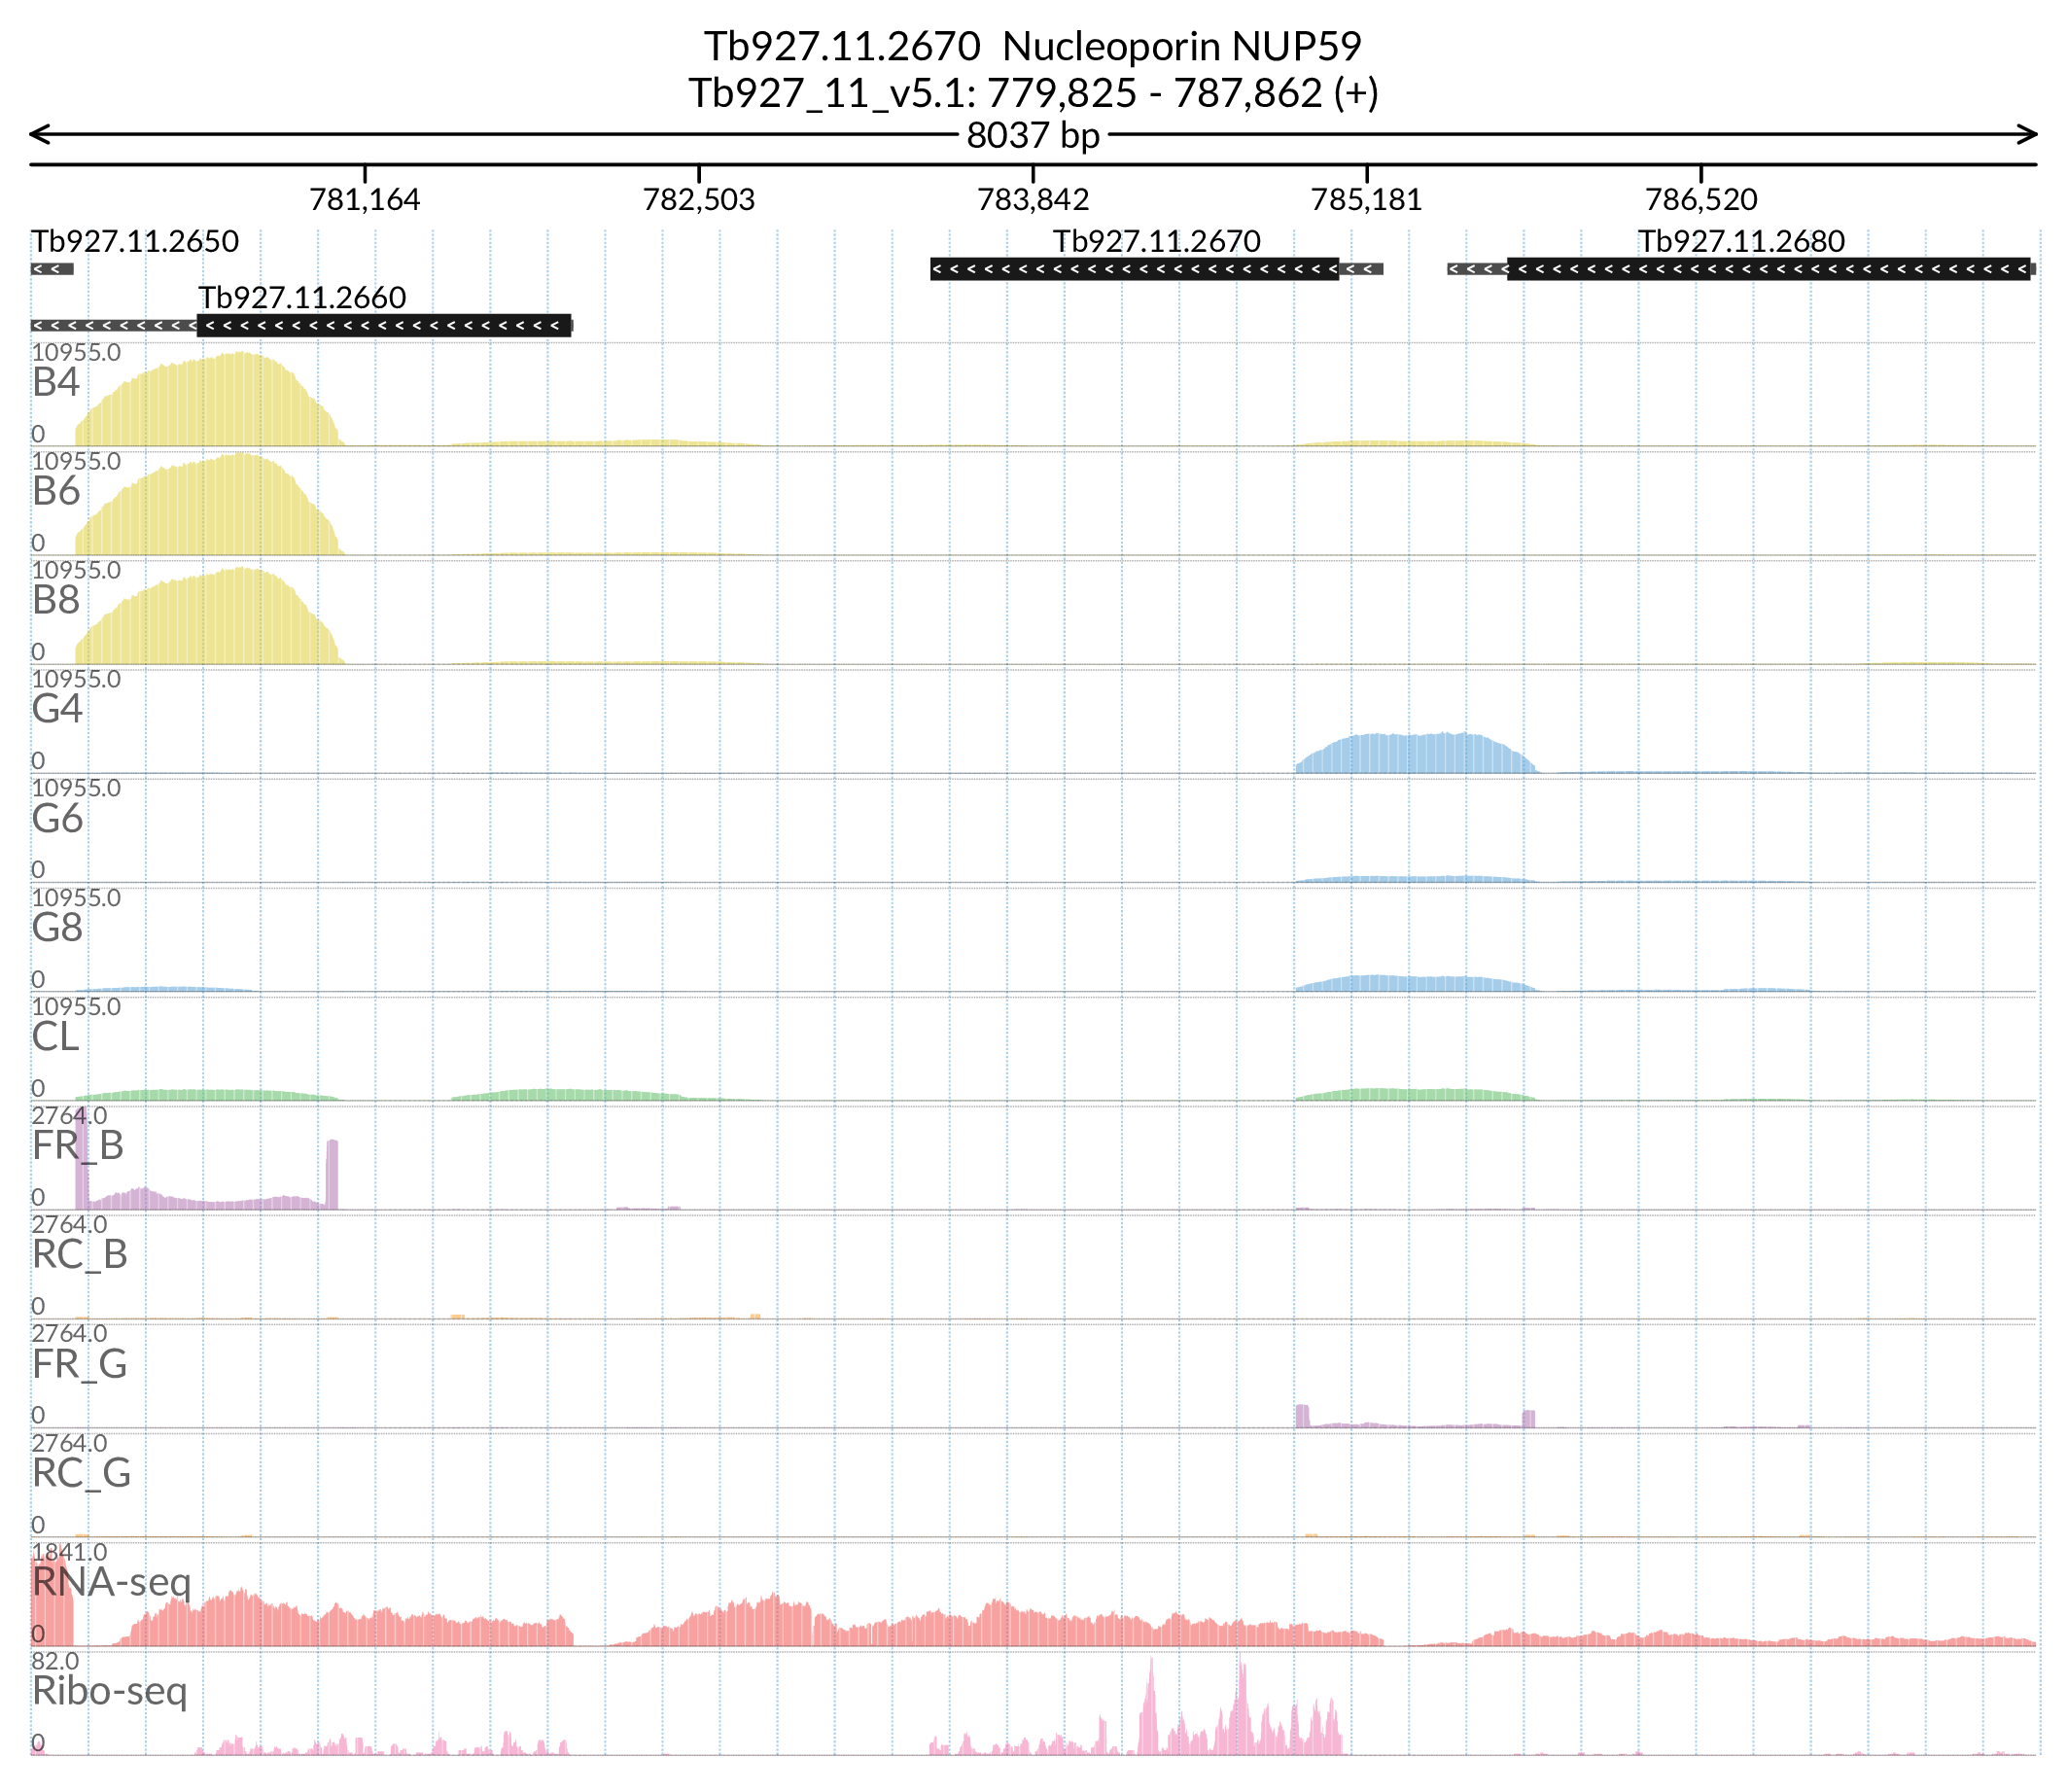 Tb927.11.2670  Nucleoporin NUP59
Tb927_11_v5.1: 779,825 - 787,862 (+)
8037 bp
781,164 782,503 783,842 785,181 786,520
Tb927.11.2650 Tb927.11.2670 Tb927.11.2680
Tb927.11.2660
10955.0
B4
0
10955.0
B6
0
10955.0
B8
0
10955.0
G4
0
10955.0
G6
0
10955.0
G8
0
10955.0
CL
0
2764.0
FR_B
0
2764.0
RC_B
0
2764.0
FR_G
0
2764.0
RC_G
0
1841.0
RNA-seq
0
82.0
Ribo-seq
0